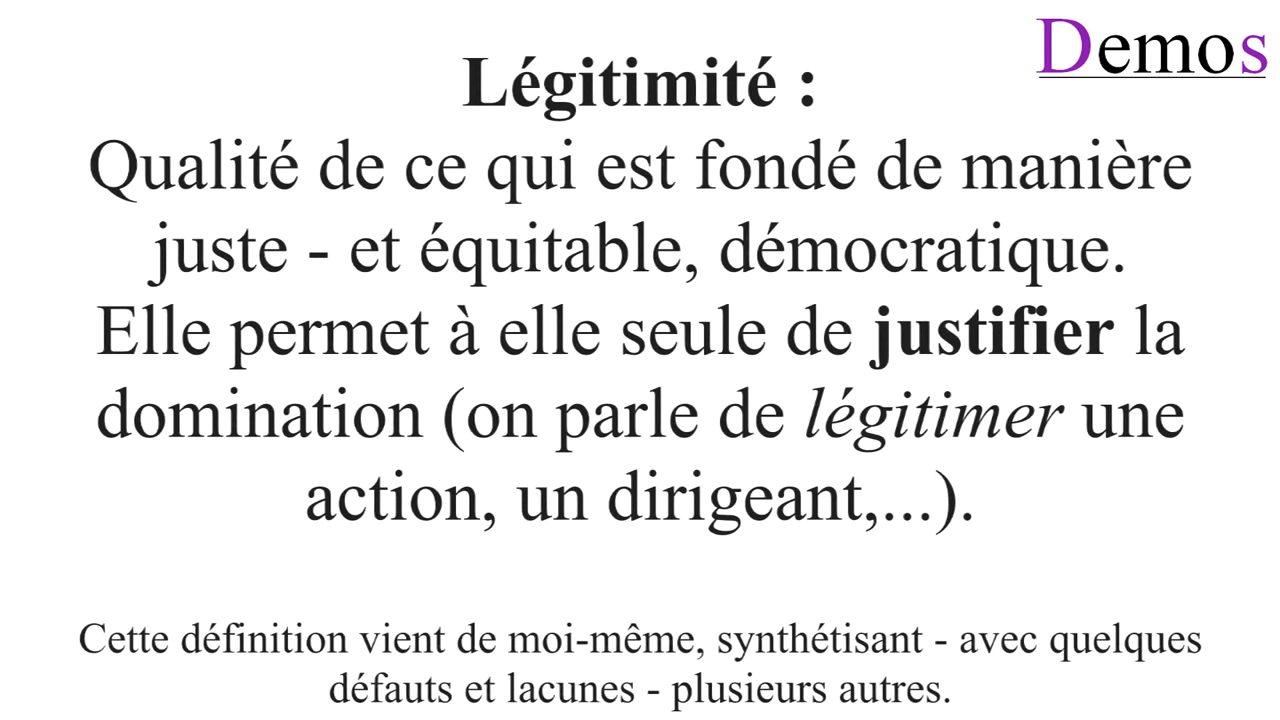 Demos
Légitimité :
Qualité de ce qui est fondé de manière
juste - et équitable, démocratique.
Elle permet à elle seule de justifier la
domination (on parle de légitimer une
action, un dirigeant,...).
Cette définition vient de moi-même, synthétisant - avec quelques
défauts et lacunes - plusieurs autres.